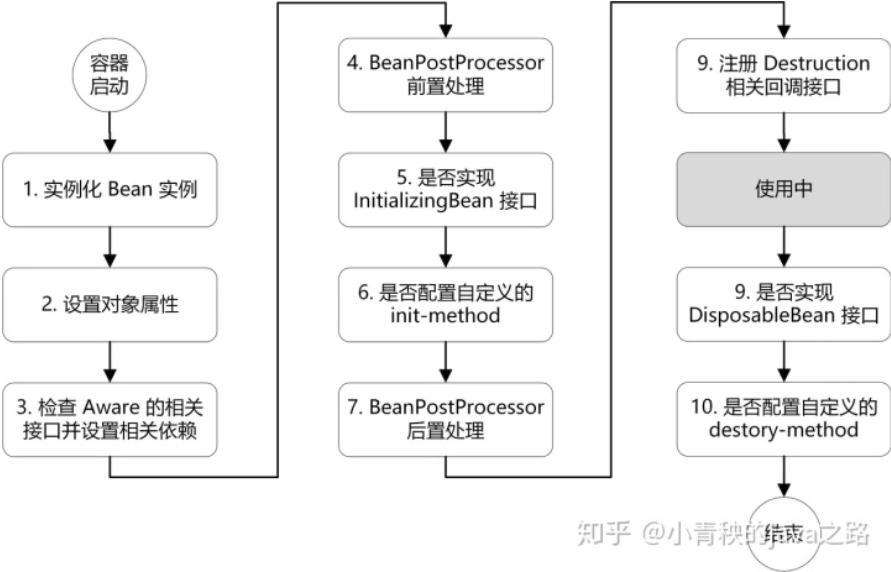 容器
启动
1. 实例化 Bean 实例
2. 设置对象属性
3. 检查 Aware 的相关
接口并设置相关依赖
4. BeanPostProcessor
前置处理
5. 是否实现
InitializingBean 接口
6. 是否配置自定义的
init-method
7. BeanPostProcessor
后置处理
9. 注册 Destruction
相关回调接口
使用中
9. 是否实现
DisposableBean 接口
10. 是否配置自定义的
destory-method
结束
知乎 @小青秧的java之路